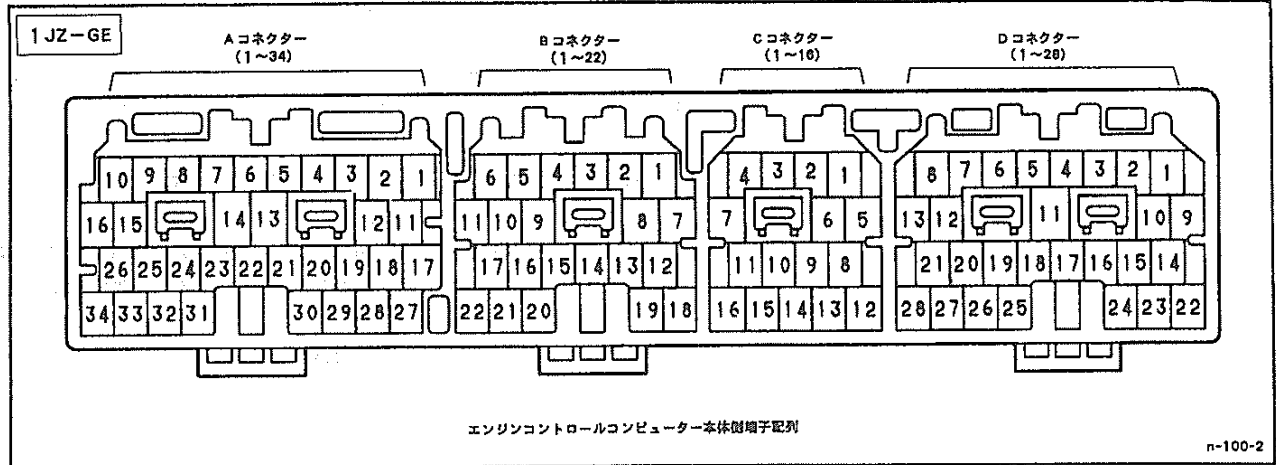 1JZ-GE
Aコネクター
(1~34)
Bコネクター
(1~22)
Cコネクター
(1~16)
Dコネクター
(1~28)
10 9 8 7 6 5 4 3 2 1
6 5 4 3 2 1
4 3 2 1
8 7 6 5 4 3 2 1
16 15 14 13 12 11
11 10 9 8 7
7 6 5
13 12 11 10 9
26 25 24 23 22 21 20 19 18 17
17 16 15 14 13 12
11 10 9 8
21 20 19 18 17 16 15 14
34 33 32 31 30 29 28 27
22 21 20 19 18
16 15 14 13 12
28 27 26 25 24 23 22
エンジンコントロールコンピューター本体側端子配列
n-100-2